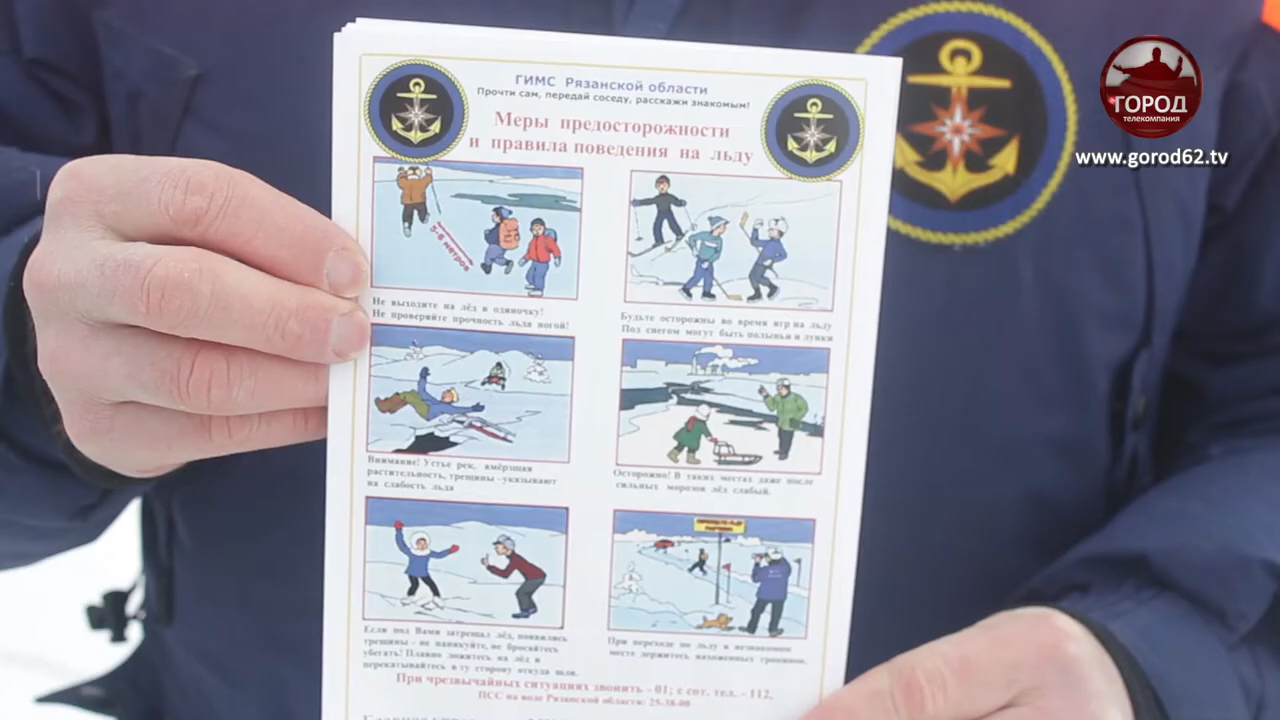 ГИМС Рязанской области
Прочти сам, передай соседу, расскажи знакомым!
Меры предосторожности
и правила поведения на льду
5-6 метров
Не выходите на лёд в одиночку!
Не проверяйте прочность льда ногой!
Будьте осторожны во время игр на льду
Под снегом могут быть полыньи и лунки
Внимание! Устье рек, вмёрзшая
растительность, трещины - указывают
на слабость льда
Осторожно! В таких местах даже после
сильных морозов лёд слабый.
Если под Вами затрещал лёд, появились
трещины - не паникуйте, не бросайтесь
убегать! Плавно ложитесь на лёд и
перекатывайтесь в ту сторону откуда шли.
При переходе по льду в незнакомом
месте держитесь нахоженных тропинок.
При чрезвычайных ситуациях звонить - 01; с сот. тел. - 112,
ПСС на воде Рязанской области: 25-38-00
ГОРОД
телекомпания
www.gorod62.tv